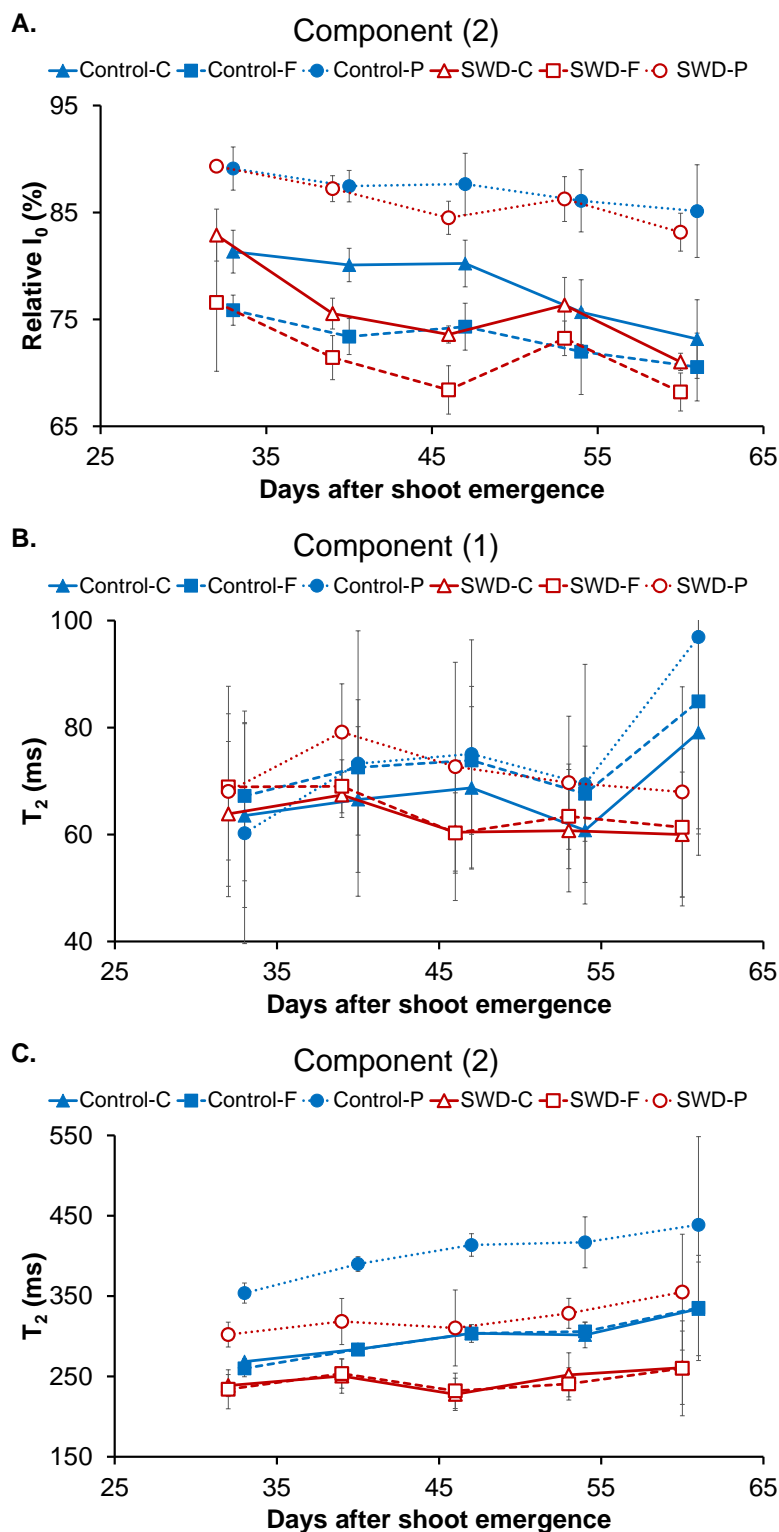 A.
Component (2)
Control-C Control-F Control-P SWD-C SWD-F SWD-P
95
85
75
65
Relative I₀ (%)
25 35 45 55 65
Days after shoot emergence
B.
Component (1)
Control-C Control-F Control-P SWD-C SWD-F SWD-P
100
80
60
40
T₂ (ms)
25 35 45 55 65
Days after shoot emergence
C.
Component (2)
Control-C Control-F Control-P SWD-C SWD-F SWD-P
550
450
350
250
150
T₂ (ms)
25 35 45 55 65
Days after shoot emergence